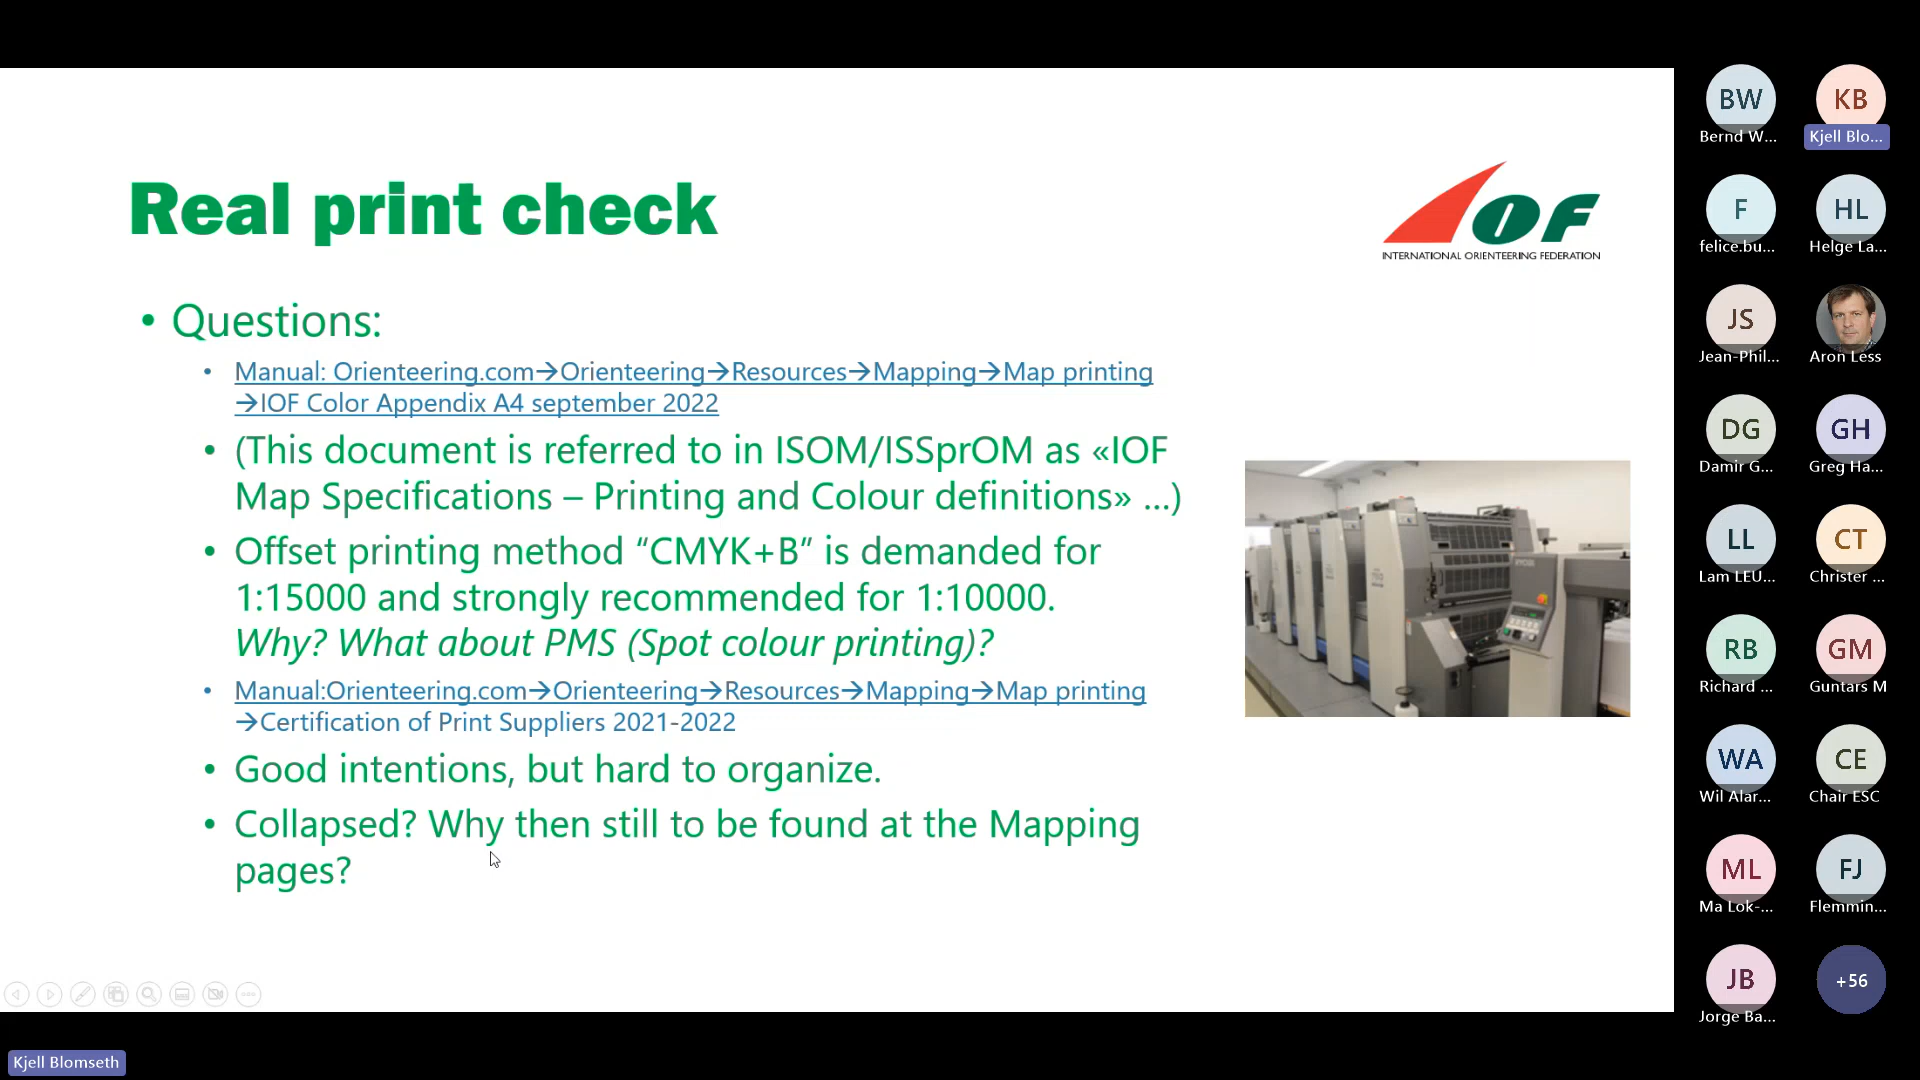 Real print check
IOF
INTERNATIONAL ORIENTEERING FEDERATION
• Questions:
• Manual: Orienteering.com→Orienteering→Resources→Mapping→Map printing
→IOF Color Appendix A4 september 2022
• (This document is referred to in ISOM/ISSprOM as «IOF
Map Specifications – Printing and Colour definitions» ...)
• Offset printing method “CMYK+B” is demanded for
1:15000 and strongly recommended for 1:10000.
Why? What about PMS (Spot colour printing)?
• Manual:Orienteering.com→Orienteering→Resources→Mapping→Map printing
→Certification of Print Suppliers 2021-2022
• Good intentions, but hard to organize.
• Collapsed? Why then still to be found at the Mapping
pages?
BW
Bernd W...
KB
Kjell Blo...
F
felice.bu...
HL
Helge La...
JS
Jean-Phil...
Aron Less
DG
Damir G...
GH
Greg Ha...
LL
Lam LEU...
CT
Christer ...
RB
Richard ...
GM
Guntars M
WA
Wil Alar...
CE
Chair ESC
ML
Ma Lok-...
FJ
Flemmin...
JB
Jorge Ba...
+56
Kjell Blomseth